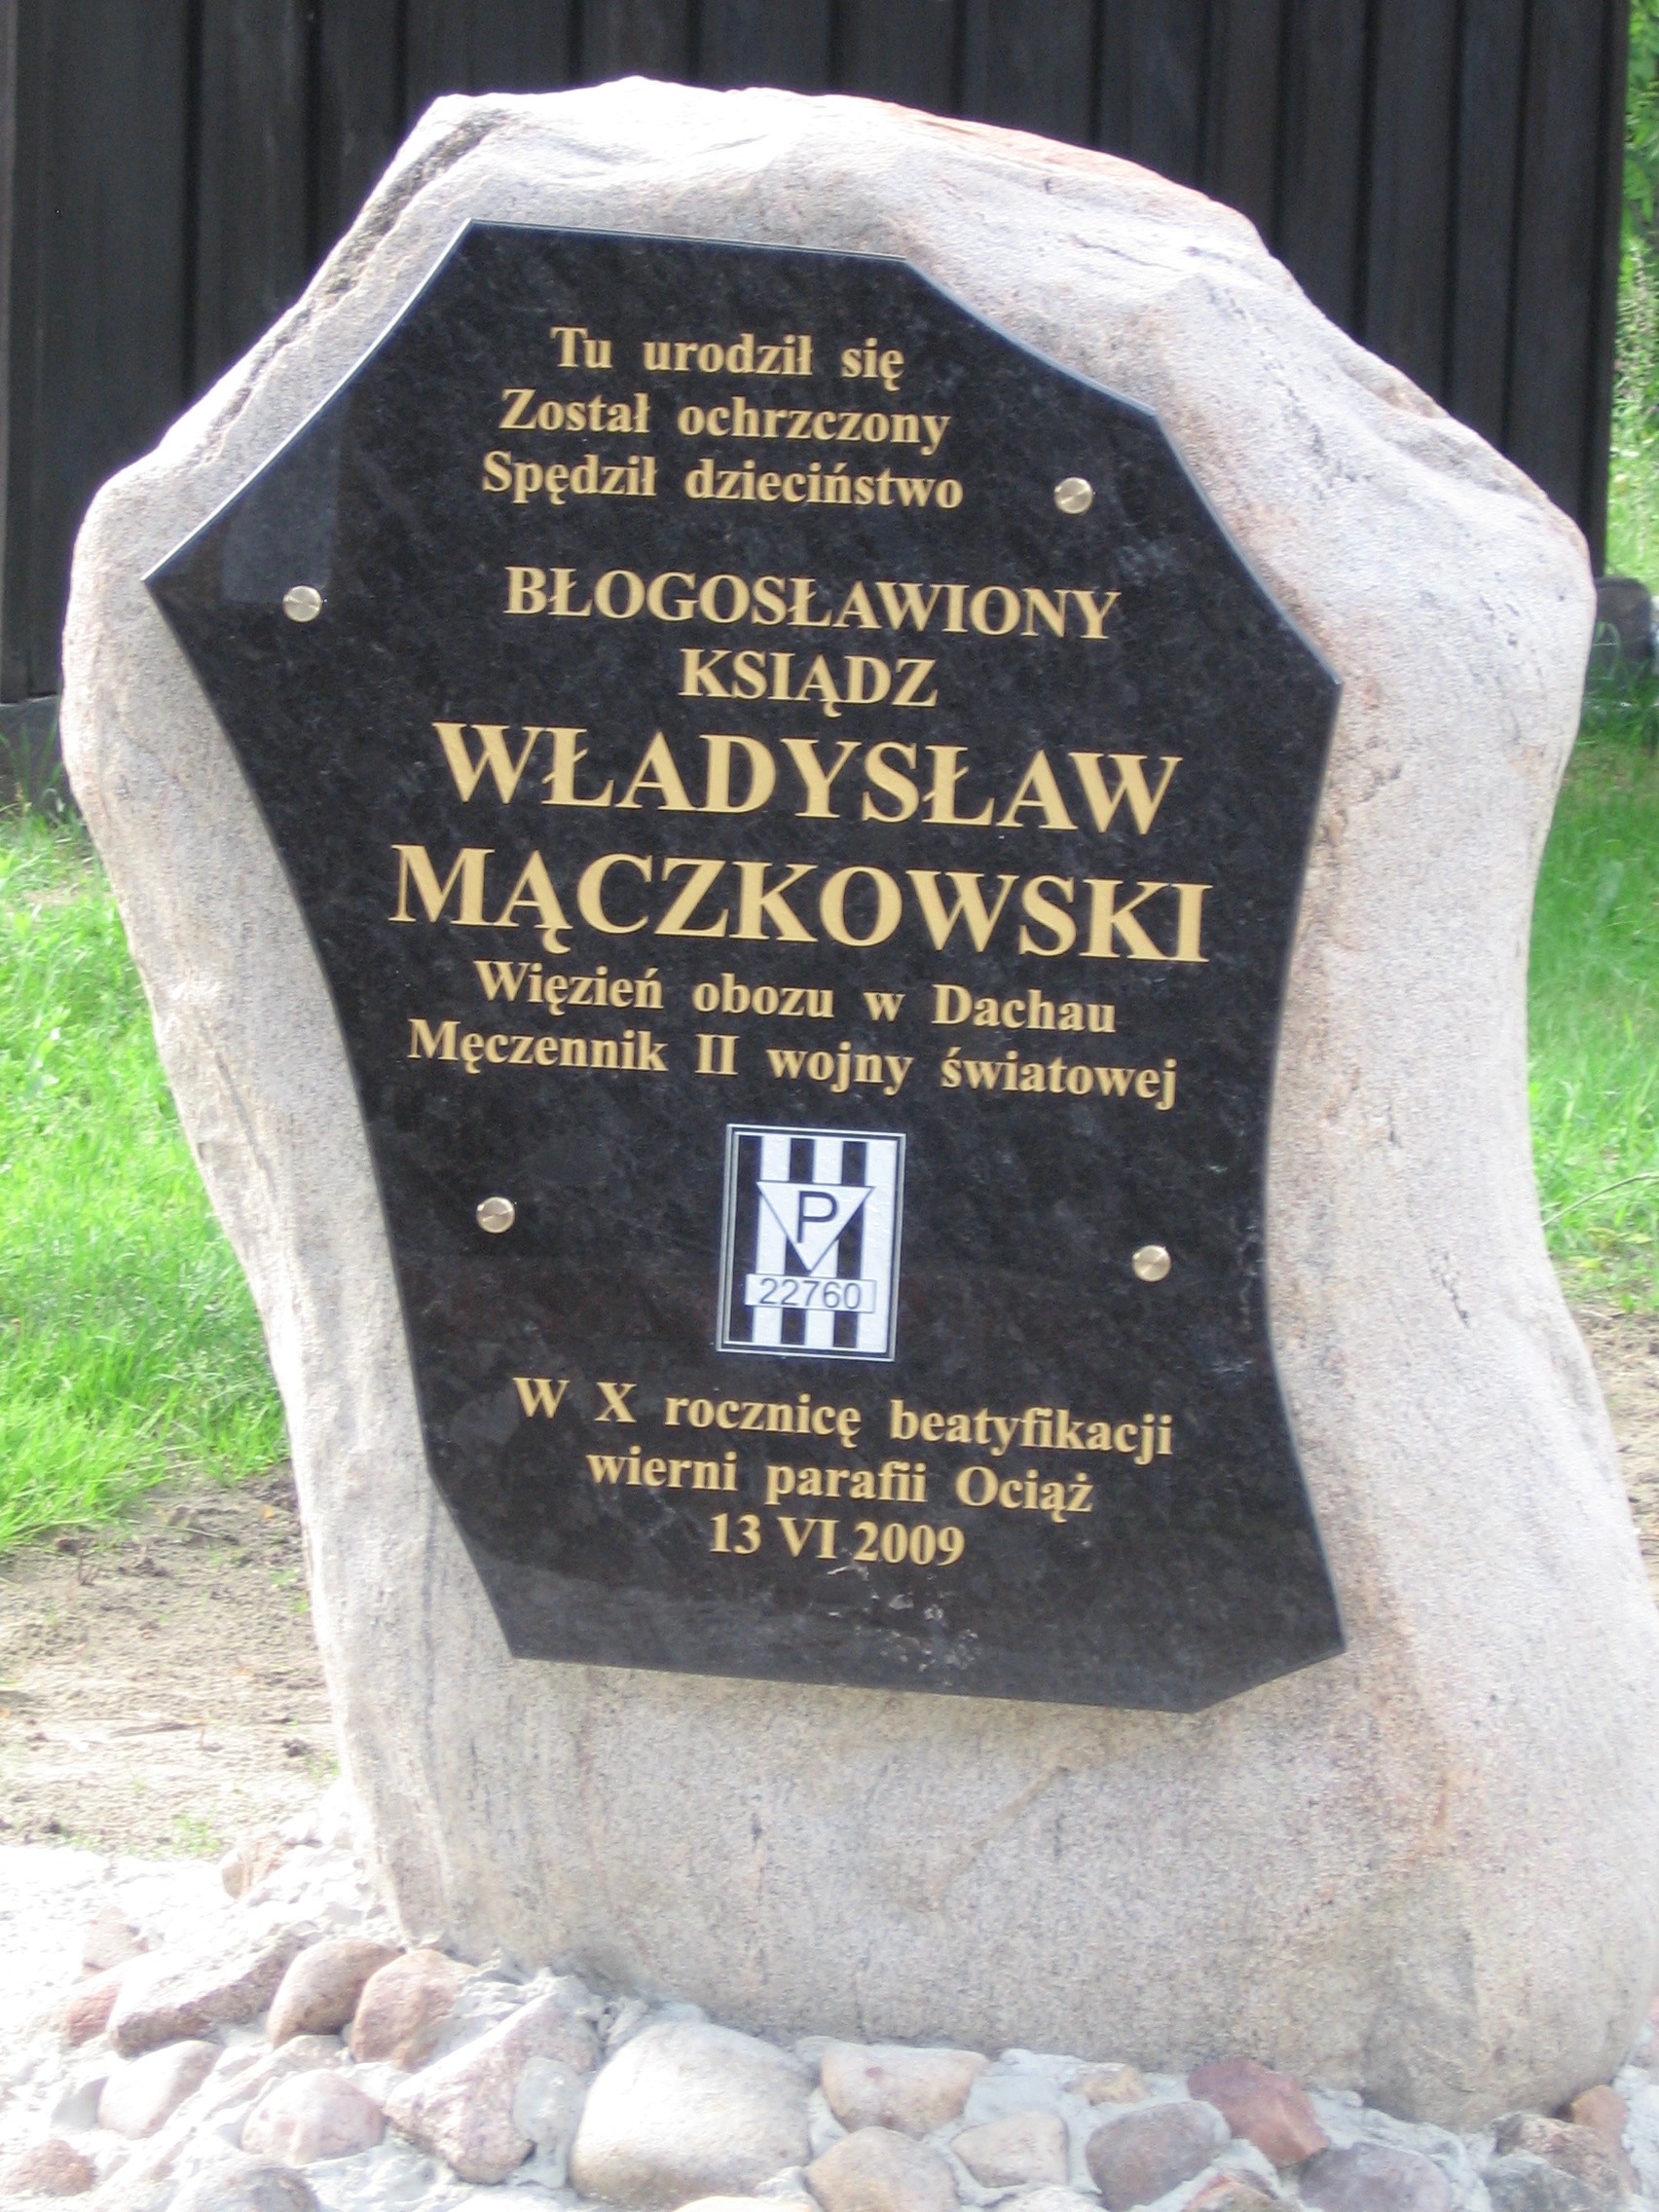 Tu urodził się
Został ochrzczony
Spędził dzieciństwo
BŁOGOSŁAWIONY
KSIĄDZ
WŁADYSŁAW
MĄCZKOWSKI
Więzień obozu w Dachau
Męczennik II wojny światowej
P
22760
W X rocznicę beatyfikacji
wierni parafii Ociąż
13 VI 2009